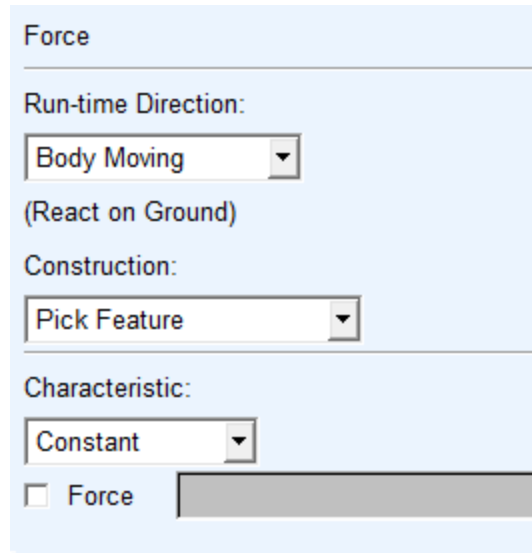 Force
Run-time Direction:
Body Moving
(React on Ground)
Construction:
Pick Feature
Characteristic:
Constant
Force